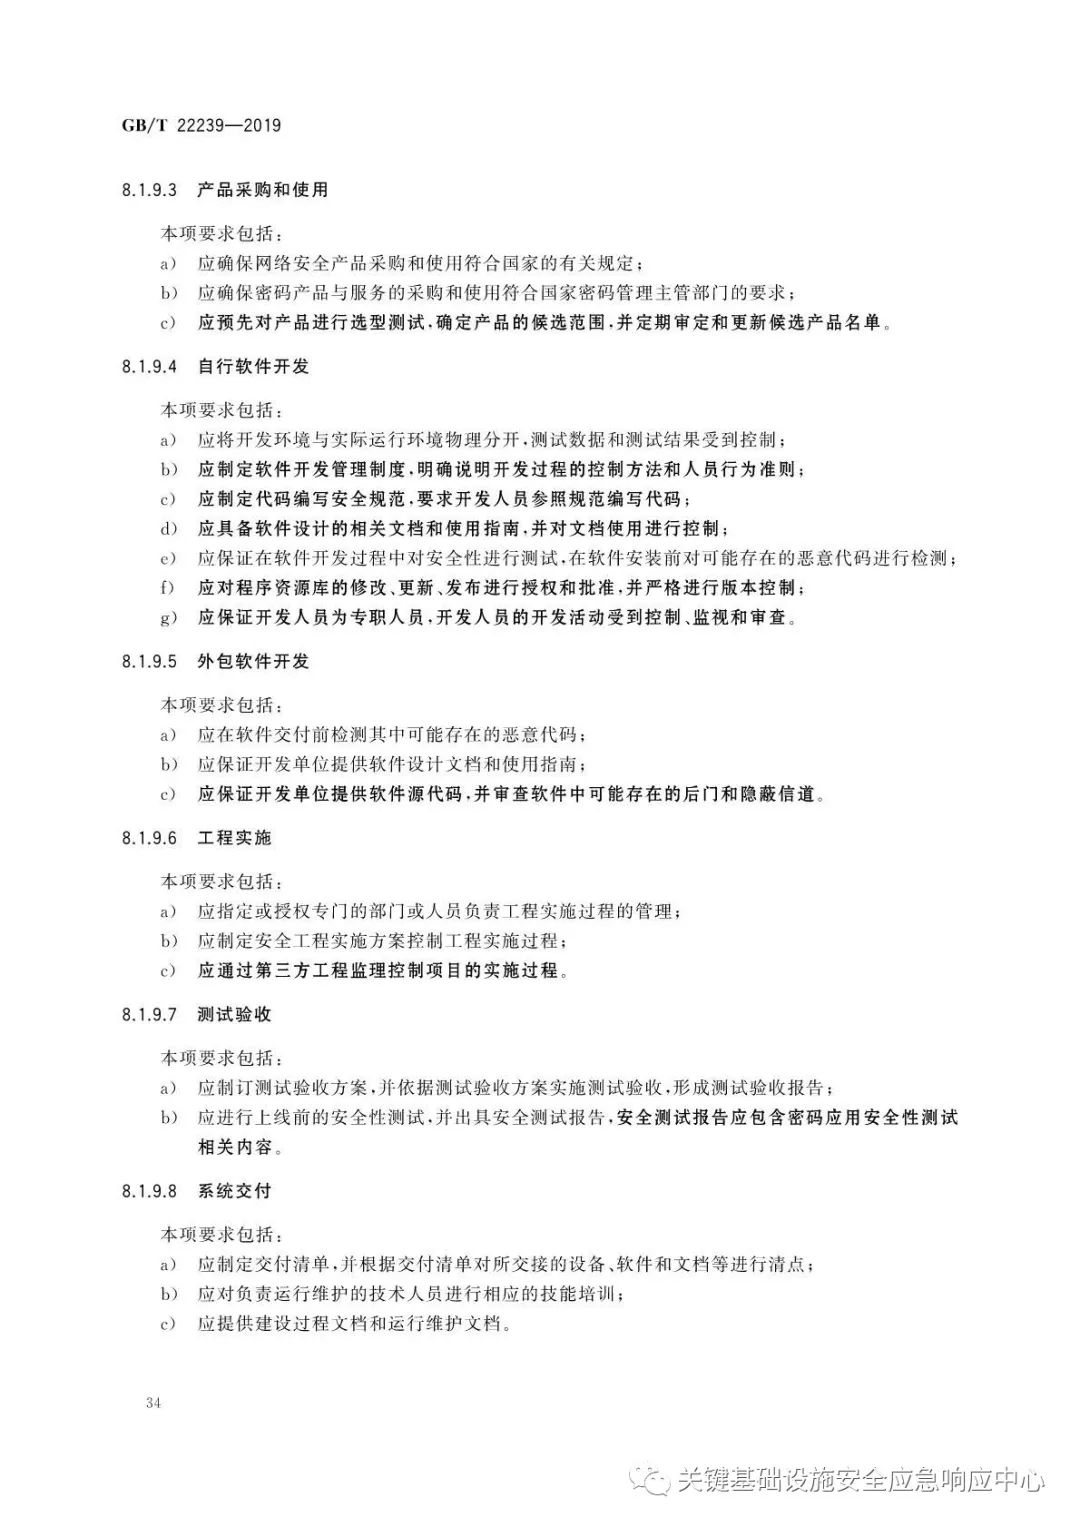 GB/T 22239—2019
8.1.9.3 产品采购和使用
本项要求包括:
a) 应确保网络安全产品采购和使用符合国家的有关规定;
b) 应确保密码产品与服务的采购和使用符合国家密码管理主管部门的要求;
c) 应预先对产品进行选型测试,确定产品的候选范围,并定期审定和更新候选产品名单。
8.1.9.4 自行软件开发
本项要求包括:
a) 应将开发环境与实际运行环境物理分开,测试数据和测试结果受到控制;
b) 应制定软件开发管理制度,明确说明开发过程的控制方法和人员行为准则;
c) 应制定代码编写安全规范,要求开发人员参照规范编写代码;
d) 应具备软件设计的相关文档和使用指南,并对文档使用进行控制;
e) 应保证在软件开发过程中对安全性进行测试,在软件安装前对可能存在的恶意代码进行检测;
f) 应对程序资源库的修改、更新、发布进行授权和批准,并严格进行版本控制;
g) 应保证开发人员为专职人员,开发人员的开发活动受到控制、监视和审查。
8.1.9.5 外包软件开发
本项要求包括:
a) 应在软件交付前检测其中可能存在的恶意代码;
b) 应保证开发单位提供软件设计文档和使用指南;
c) 应保证开发单位提供软件源代码,并审查软件中可能存在的后门和隐蔽信道。
8.1.9.6 工程实施
本项要求包括:
a) 应指定或授权专门的部门或人员负责工程实施过程的管理;
b) 应制定安全工程实施方案控制工程实施过程;
c) 应通过第三方工程监理控制项目的实施过程。
8.1.9.7 测试验收
本项要求包括:
a) 应制订测试验收方案,并依据测试验收方案实施测试验收,形成测试验收报告;
b) 应进行上线前的安全性测试,并出具安全测试报告,安全测试报告应包含密码应用安全性测试
相关内容。
8.1.9.8 系统交付
本项要求包括:
a) 应制定交付清单,并根据交付清单对所交接的设备、软件和文档等进行清点;
b) 应对负责运行维护的技术人员进行相应的技能培训;
c) 应提供建设过程文档和运行维护文档。
34
关键基础设施安全应急响应中心